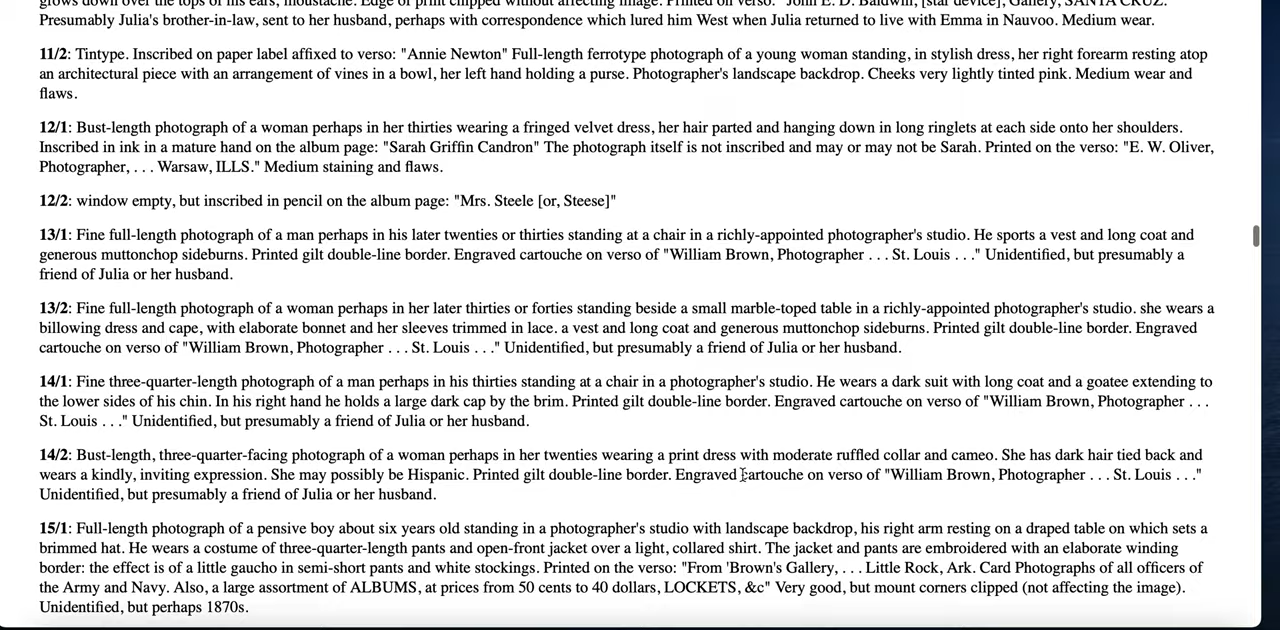 grows down over the tops of his ears, moustache. Edge of print chipped without affecting image. Printed on verso: "John E. D. Baldwin, [star device], Gallery, SANTA CRUZ.
Presumably Julia's brother-in-law, sent to her husband, perhaps with correspondence which lured him West when Julia returned to live with Emma in Nauvoo. Medium wear.
11/2: Tintype. Inscribed on paper label affixed to verso: "Annie Newton" Full-length ferrotype photograph of a young woman standing, in stylish dress, her right forearm resting atop
an architectural piece with an arrangement of vines in a bowl, her left hand holding a purse. Photographer's landscape backdrop. Cheeks very lightly tinted pink. Medium wear and
flaws.
12/1: Bust-length photograph of a woman perhaps in her thirties wearing a fringed velvet dress, her hair parted and hanging down in long ringlets at each side onto her shoulders.
Inscribed in ink in a mature hand on the album page: "Sarah Griffin Candron" The photograph itself is not inscribed and may or may not be Sarah. Printed on the verso: "E. W. Oliver,
Photographer, . . . Warsaw, ILLS." Medium staining and flaws.
12/2: window empty, but inscribed in pencil on the album page: "Mrs. Steele [or, Steese]"
13/1: Fine full-length photograph of a man perhaps in his later twenties or thirties standing at a chair in a richly-appointed photographer's studio. He sports a vest and long coat and
generous muttonchop sideburns. Printed gilt double-line border. Engraved cartouche on verso of "William Brown, Photographer . . . St. Louis . . ." Unidentified, but presumably a
friend of Julia or her husband.
13/2: Fine full-length photograph of a woman perhaps in her later thirties or forties standing beside a small marble-toped table in a richly-appointed photographer's studio. she wears a
billowing dress and cape, with elaborate bonnet and her sleeves trimmed in lace. a vest and long coat and generous muttonchop sideburns. Printed gilt double-line border. Engraved
cartouche on verso of "William Brown, Photographer . . . St. Louis . . ." Unidentified, but presumably a friend of Julia or her husband.
14/1: Fine three-quarter-length photograph of a man perhaps in his thirties standing at a chair in a photographer's studio. He wears a dark suit with long coat and a goatee extending to
the lower sides of his chin. In his right hand he holds a large dark cap by the brim. Printed gilt double-line border. Engraved cartouche on verso of "William Brown, Photographer . . .
St. Louis . . ." Unidentified, but presumably a friend of Julia or her husband.
14/2: Bust-length, three-quarter-facing photograph of a woman perhaps in her twenties wearing a print dress with moderate ruffled collar and cameo. She has dark hair tied back and
wears a kindly, inviting expression. She may possibly be Hispanic. Printed gilt double-line border. Engraved cartouche on verso of "William Brown, Photographer . . . St. Louis . . ."
Unidentified, but presumably a friend of Julia or her husband.
15/1: Full-length photograph of a pensive boy about six years old standing in a photographer's studio with landscape backdrop, his right arm resting on a draped table on which sets a
brimmed hat. He wears a costume of three-quarter-length pants and open-front jacket over a light, collared shirt. The jacket and pants are embroidered with an elaborate winding
border: the effect is of a little gaucho in semi-short pants and white stockings. Printed on the verso: "From 'Brown's Gallery, . . . Little Rock, Ark. Card Photographs of all officers of
the Army and Navy. Also, a large assortment of ALBUMS, at prices from 50 cents to 40 dollars, LOCKETS, &c" Very good, but mount corners clipped (not affecting the image).
Unidentified, but perhaps 1870s.